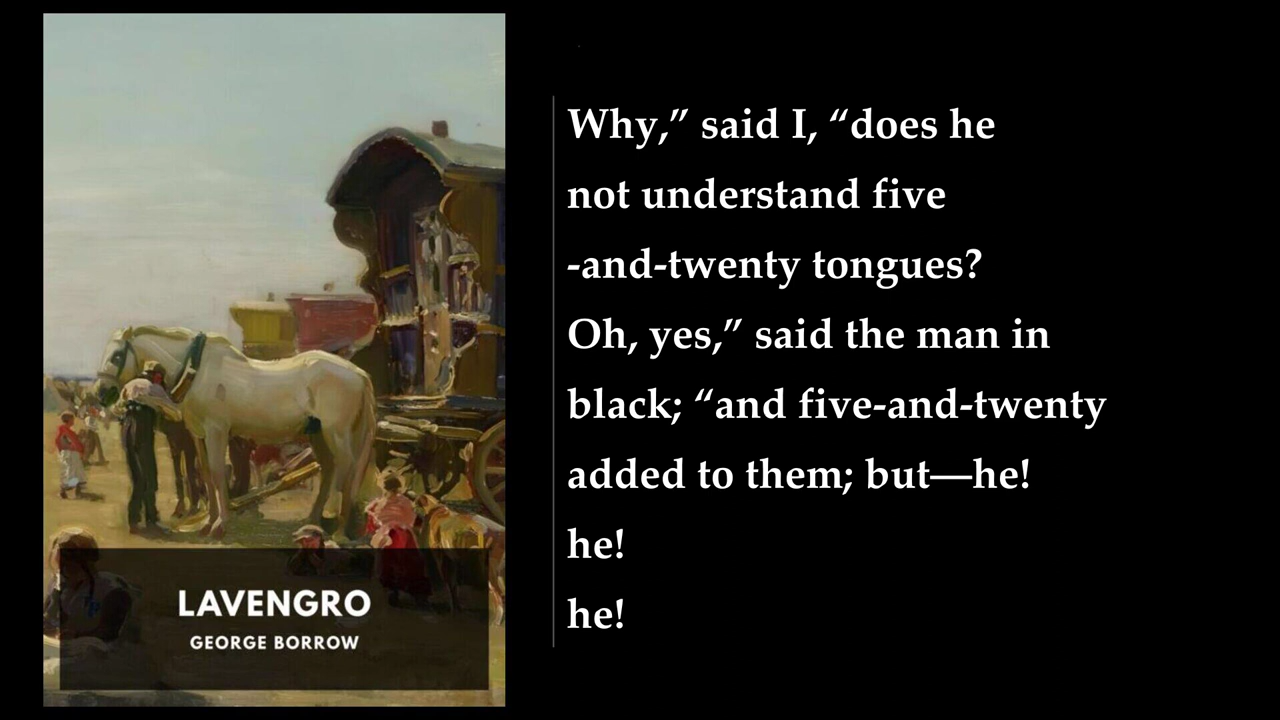 Why,” said I, “does he
not understand five
-and-twenty tongues?
Oh, yes,” said the man in
black; “and five-and-twenty
added to them; but—he!
he!
he!
LAVENGRO
GEORGE BORROW